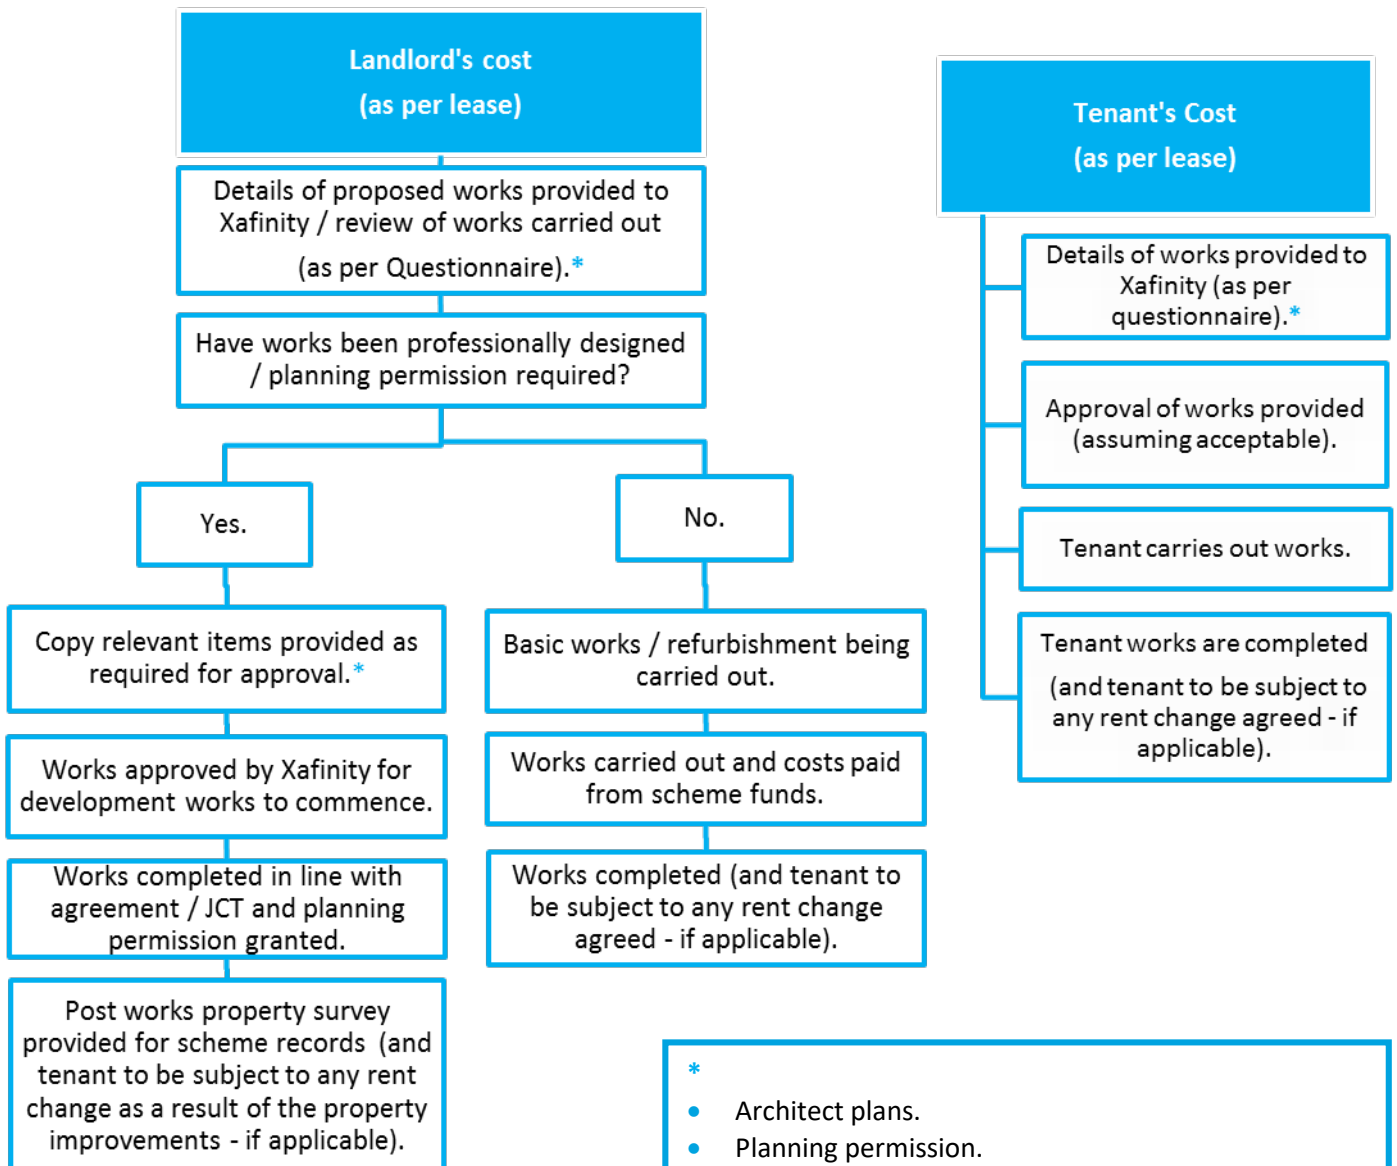 Landlord's cost
(as per lease)
Details of proposed works provided to
Xafinity / review of works carried out
(as per Questionnaire).*
Have works been professionally designed
/ planning permission required?
Yes.
No.
Copy relevant items provided as
required for approval.*
Works approved by Xafinity for
development works to commence.
Works completed in line with
agreement / JCT and planning
permission granted.
Post works property survey
provided for scheme records (and
tenant to be subject to any rent
change as a result of the property
improvements - if applicable).
Basic works / refurbishment being
carried out.
Works carried out and costs paid
from scheme funds.
Works completed (and tenant to
be subject to any rent change
agreed - if applicable).
Tenant's Cost
(as per lease)
Details of works provided to
Xafinity (as per
questionnaire).*
Approval of works provided
(assuming acceptable).
Tenant carries out works.
Tenant works are completed
(and tenant to be subject to
any rent change agreed - if
applicable).
*
• Architect plans.
• Planning permission.